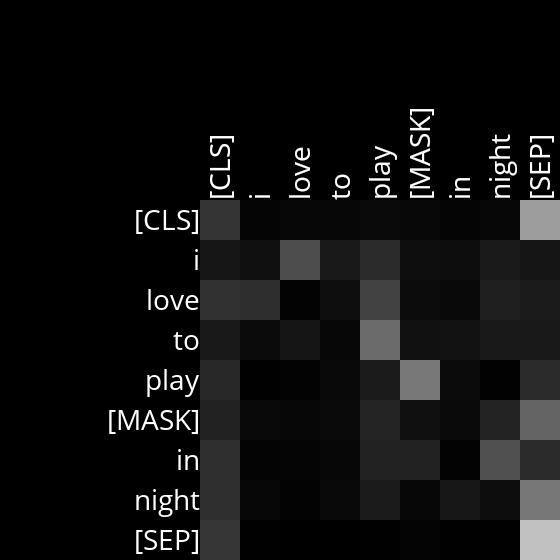 [CLS] i love to play [MASK] in night [SEP]
[CLS]
i
love
to
play
[MASK]
in
night
[SEP]